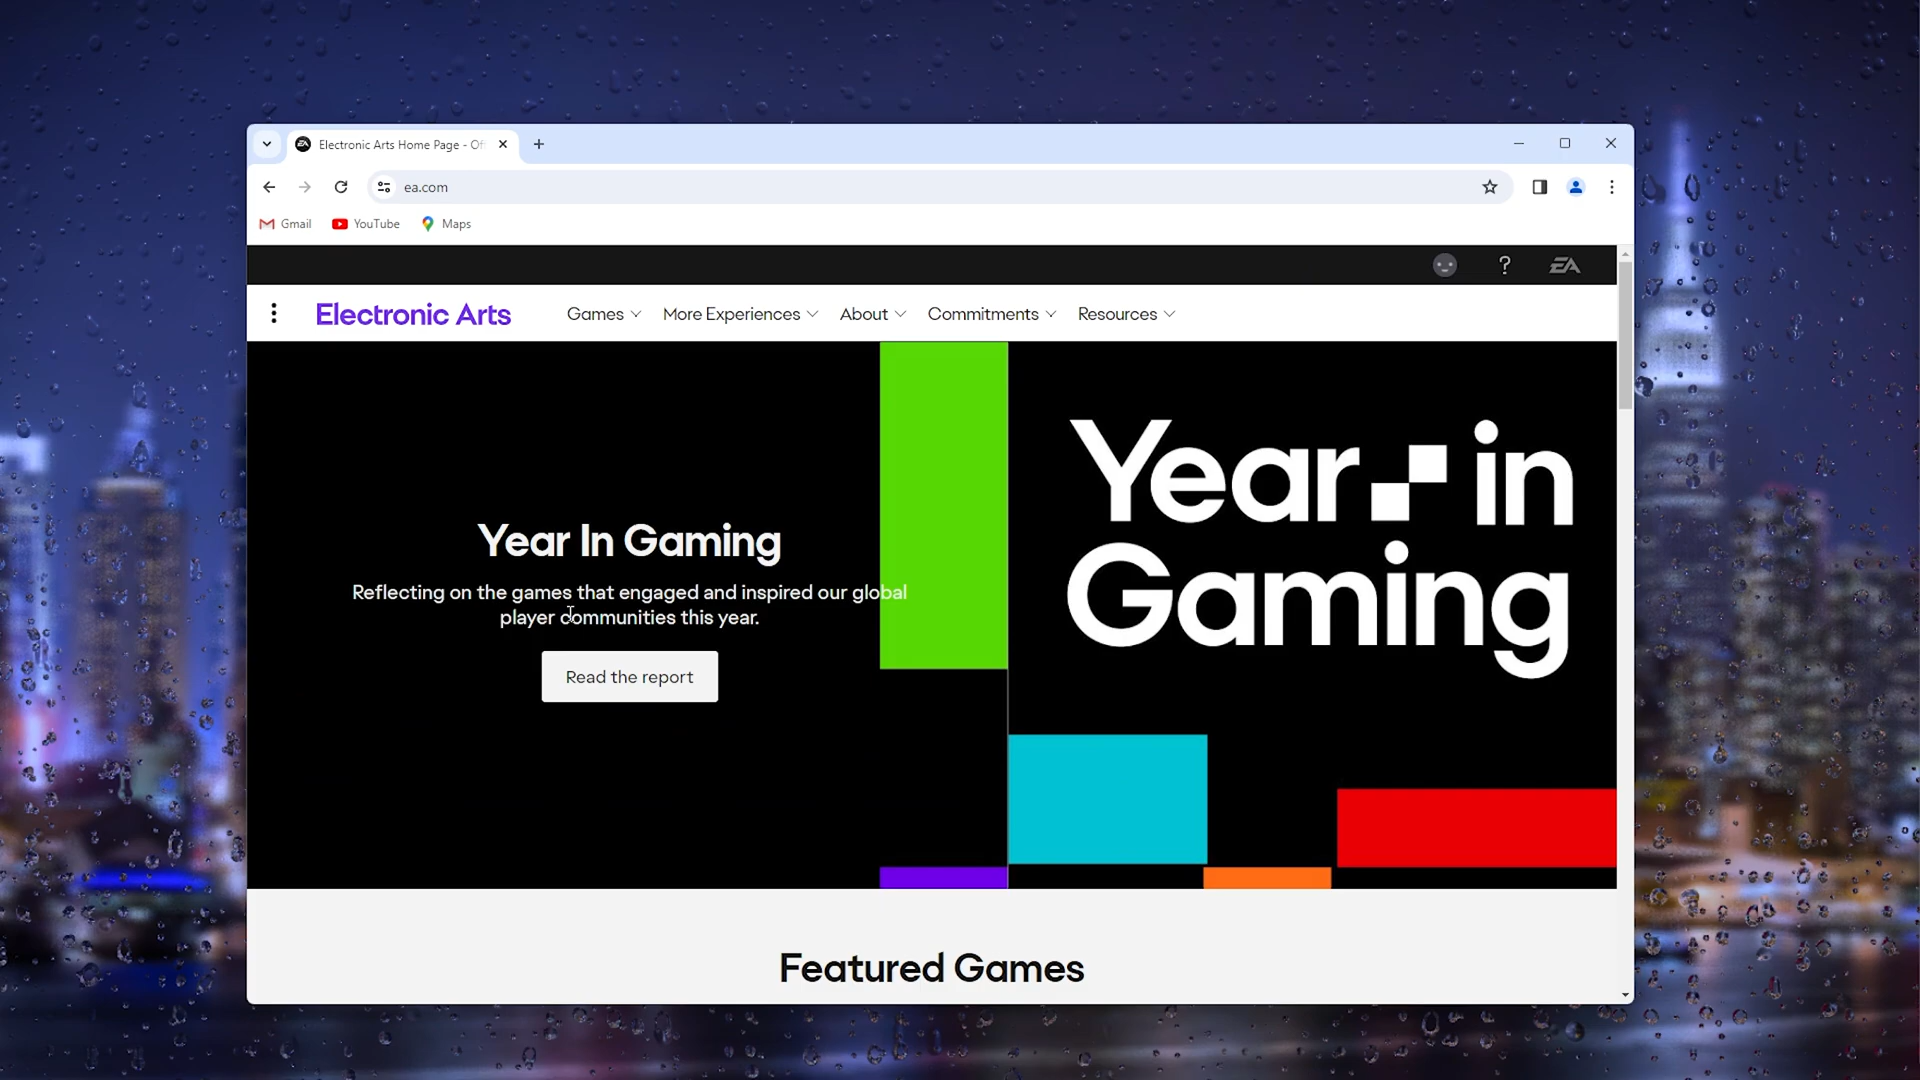 Electronic Arts Home Page - Of
ea.com
Gmail YouTube Maps
? EA
Electronic Arts Games More Experiences About Commitments Resources
Year in
Gaming
Year In Gaming
Reflecting on the games that engaged and inspired our global
player communities this year.
Read the report
Featured Games